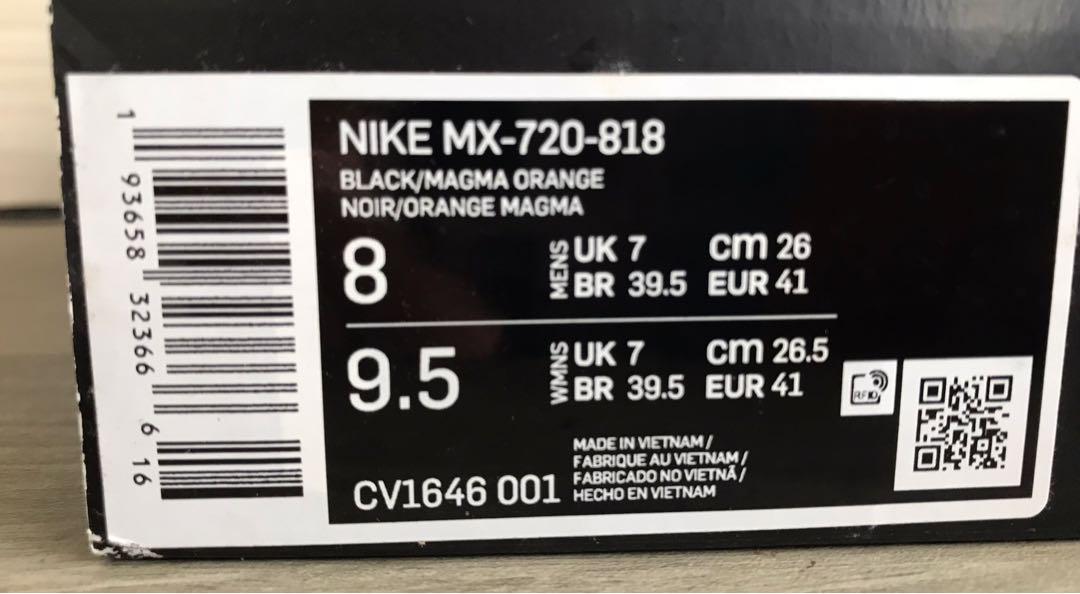 NIKE MX-720-818
BLACK/MAGMA ORANGE
NOIR/ORANGE MAGMA
8
MENS
UK 7 cm 26
BR 39.5 EUR 41
9.5
WMNS
UK 7 cm 26.5
BR 39.5 EUR 41
CV1646 001
MADE IN VIETNAM /
FABRIQUE AU VIETNAM /
FABRICADO NO VIETNÃ /
HECHO EN VIETNAM
RFID
1 93658 32366 6 16